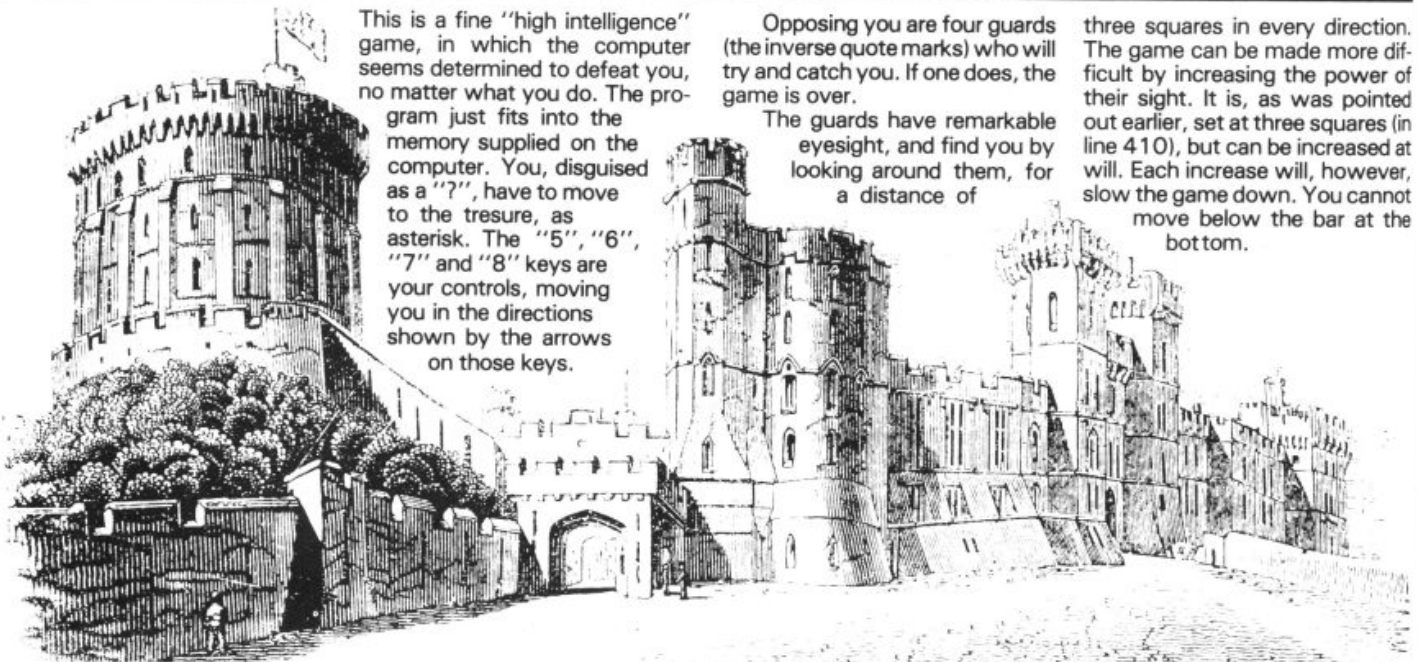 This is a fine "high intelligence"
game, in which the computer
seems determined to defeat you,
no matter what you do. The pro-
gram just fits into the
memory supplied on the
computer. You, disguised
as a "?", have to move
to the tresure, as
asterisk. The "5", "6",
"7" and "8" keys are
your controls, moving
you in the directions
shown by the arrows
on those keys.
Opposing you are four guards
(the inverse quote marks) who will
try and catch you. If one does, the
game is over.
The guards have remarkable
eyesight, and find you by
looking around them, for
a distance of
three squares in every direction.
The game can be made more dif-
ficult by increasing the power of
their sight. It is, as was pointed
out earlier, set at three squares (in
line 410), but can be increased at
will. Each increase will, however,
slow the game down. You cannot
move below the bar at the
bot tom.